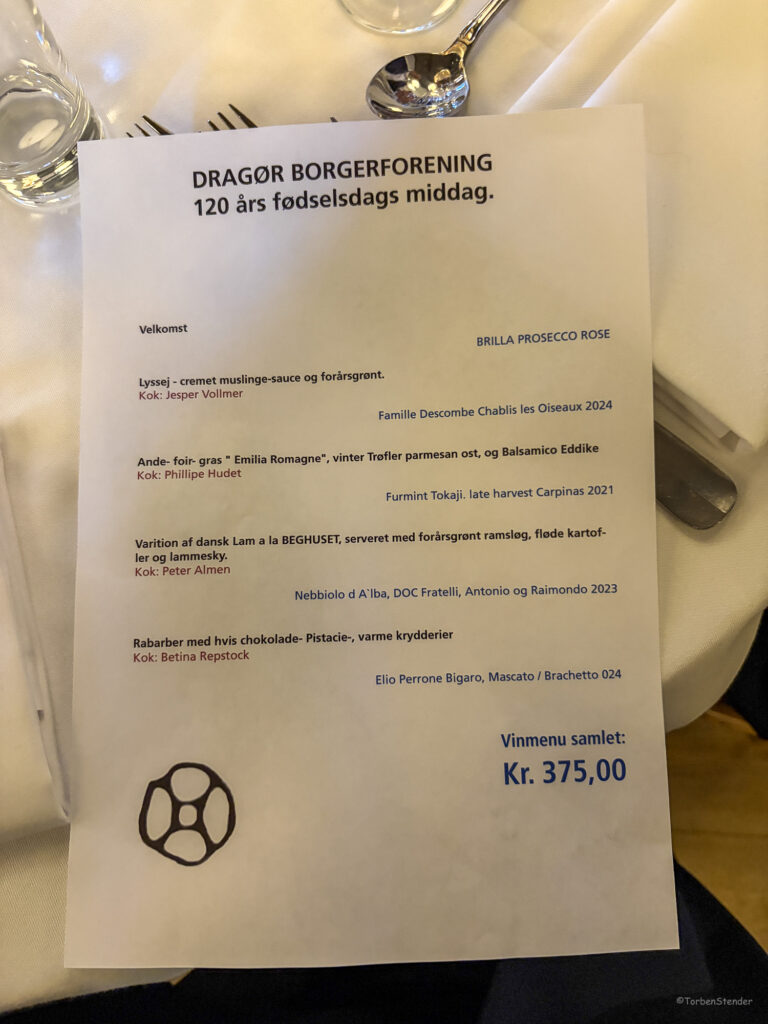 DRAGØR BORGERFORENING
120 års fødselsdags middag.
Velkomst
BRILLA PROSECCO ROSE
Lyssej - cremet muslinge-sauce og forårsgrønt.
Kok: Jesper Vollmer
Famille Descombe Chablis les Oiseaux 2024
Ande- foir- gras " Emilia Romagne", vinter Trøfler parmesan ost, og Balsamico Eddike
Kok: Phillipe Hudet
Furmint Tokaji. late harvest Carpinas 2021
Varition af dansk Lam a la BEGHUSET, serveret med forårsgrønt ramsløg, fløde kartof-
ler og lammesky.
Kok: Peter Almen
Nebbiolo d A`lba, DOC Fratelli, Antonio og Raimondo 2023
Rabarber med hvis chokolade- Pistacie-, varme krydderier
Kok: Betina Repstock
Elio Perrone Bigaro, Mascato / Brachetto 024
Vinmenu samlet:
Kr. 375,00
©TorbenStender